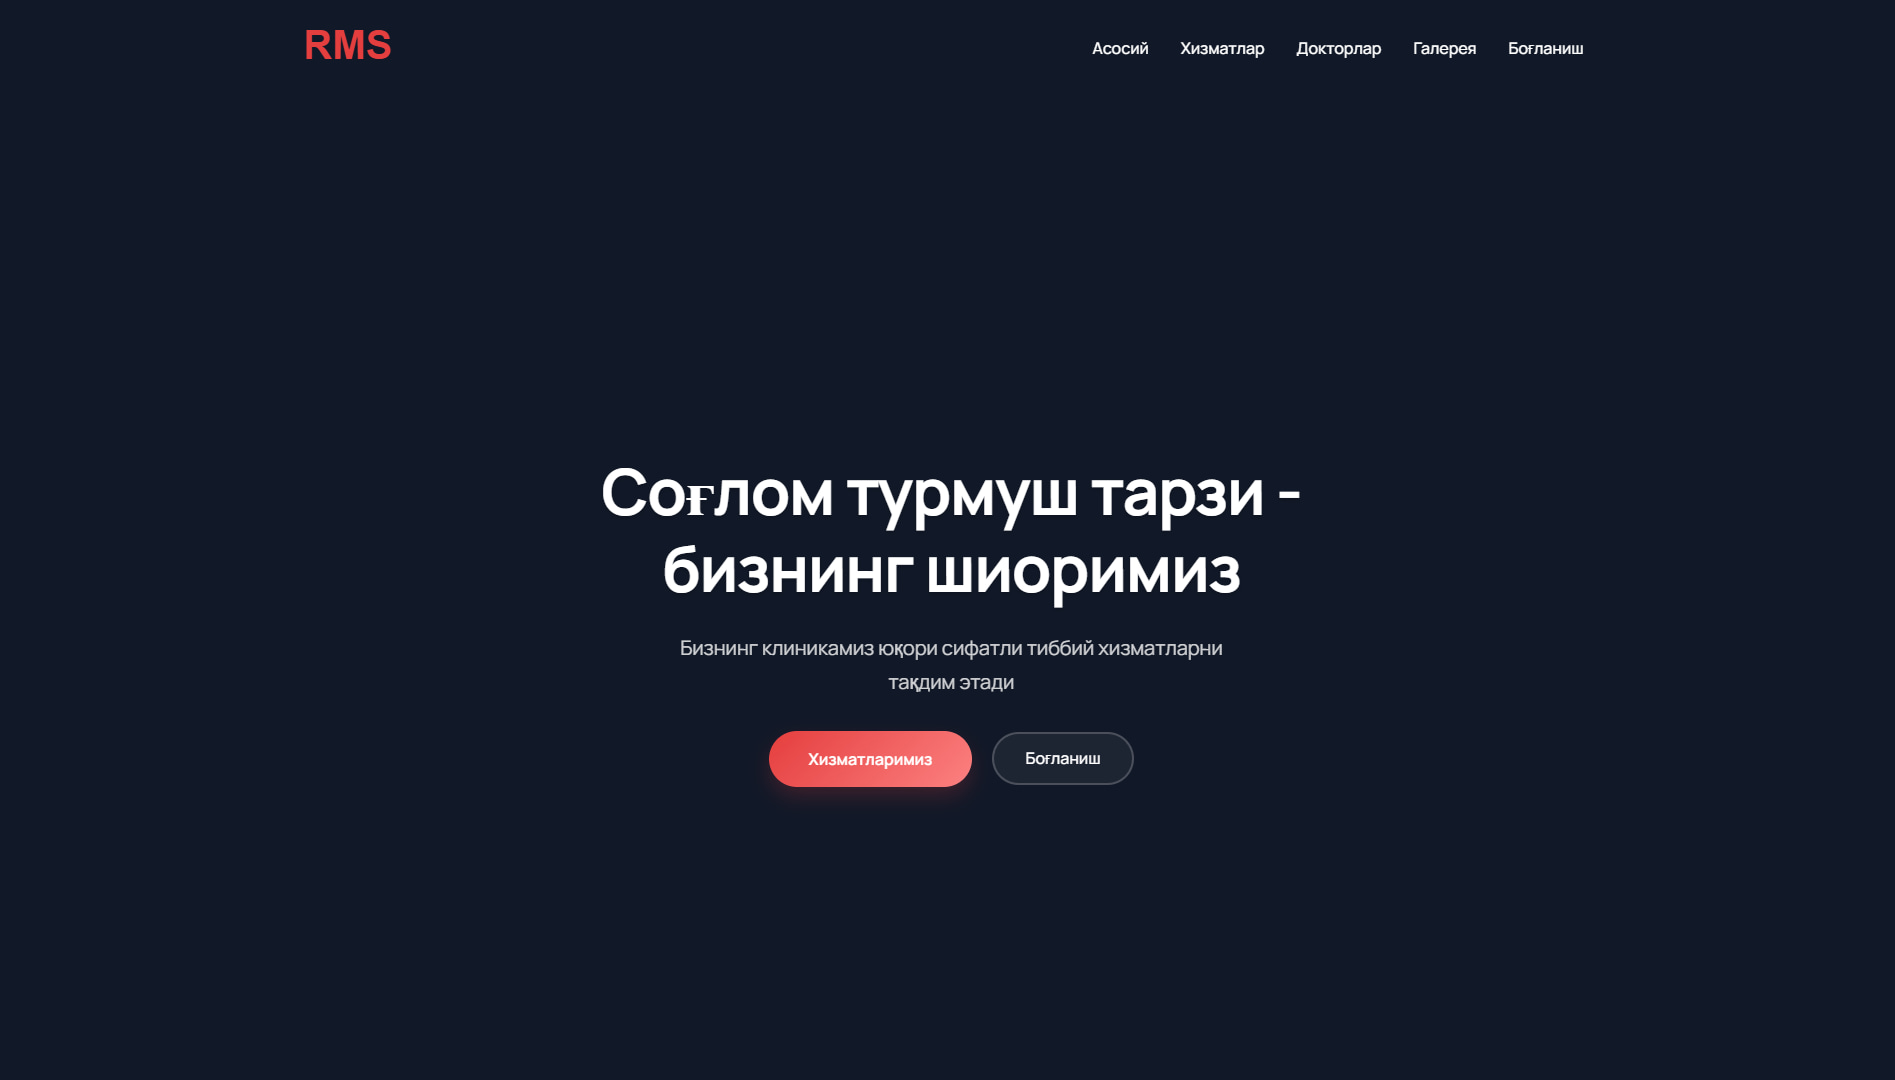 RMS
Асосий Хизматлар Докторлар Галерея Боғланиш
Соғлом турмуш тарзи -
бизнинг шиоримиз
Бизнинг клиникамиз юқори сифатли тиббий хизматларни
тақдим этади
Хизматларимиз Боғланиш